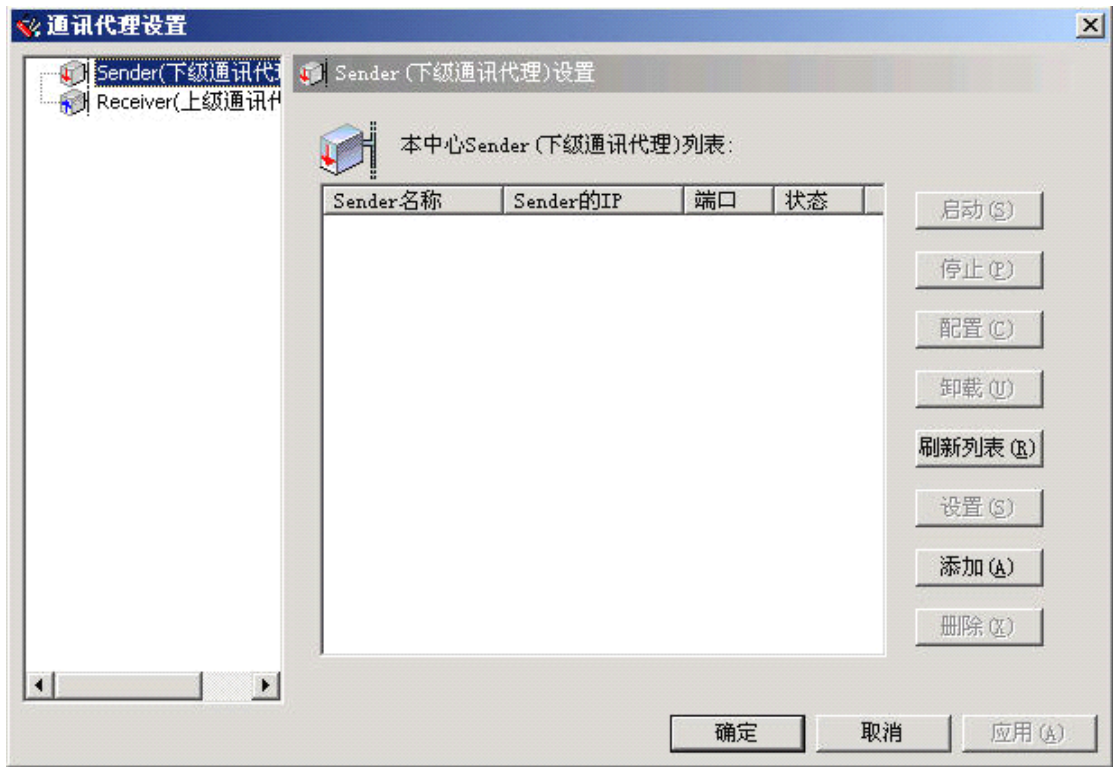 通讯代理设置
Sender(下级通讯代理
Receiver(上级通讯代
Sender (下级通讯代理)设置
本中心Sender (下级通讯代理)列表:
Sender名称 Sender的IP 端口 状态
启动(S)
停止(P)
配置(C)
卸载(U)
刷新列表(R)
设置(S)
添加(A)
删除(X)
确定 取消 应用(A)